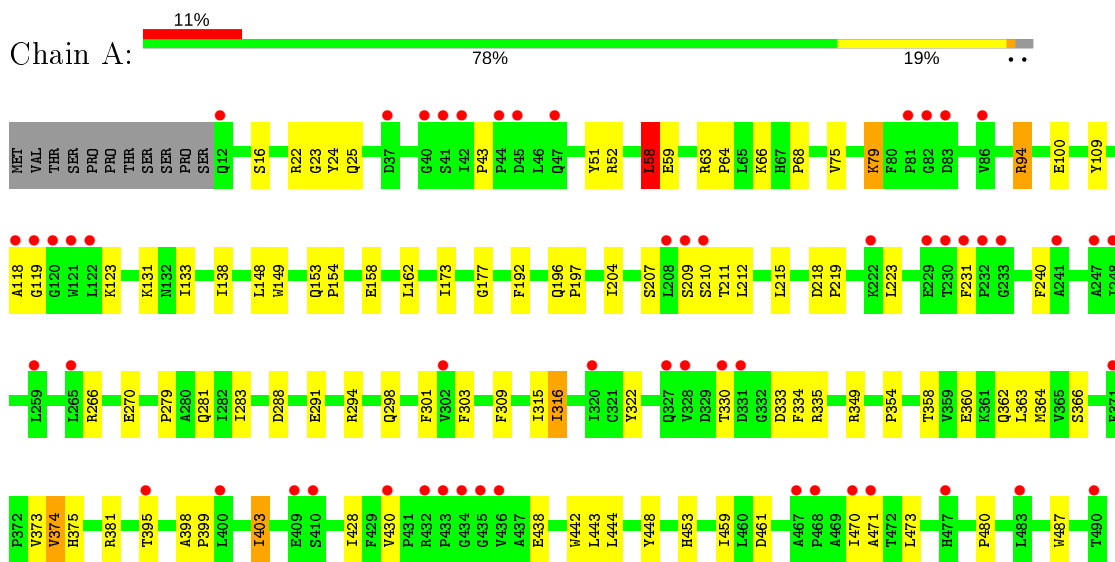 11%
Chain A:
78% 19% • •
MET VAL THR SER PRO PRO THR SER SER PRO SER Q12 S16 R22 G23 Y24 Q25 D37 G40 S41 I42 P43 P44 D45 L46 Q47 Y51 R52 L58 E59 R63 P64 L65 K66 H67 P68 V75 K79 F80 P81 G82 D83 V86 R94 E100 Y109
A118 G119 G120 W121 L122 K123 K131 N132 I133 I138 L148 W149 Q153 P154 E158 L162 I173 G177 F192 Q196 P197 I204 S207 L208 S209 S210 T211 L212 L215 D218 P219 K222 L223 E229 T230 F231 P232 G233 F240 A241 A247 I248
L259 L265 R266 E270 P279 A280 Q281 I282 I283 D288 E291 R294 Q298 F301 V302 F303 F309 I315 I316 I320 G321 Y322 Q327 V328 D329 T330 D331 G332 D333 F334 R335 R349 P354 T358 V359 E360 K361 Q362 L363 M364 V365 S366 E371
P372 V373 V374 H375 R381 T395 A398 P399 L400 I403 E409 S410 I428 F429 V430 P431 R432 P433 G434 G435 V436 A437 E438 W442 L443 L444 Y448 H453 I459 L460 D461 A467 P468 A469 I470 A471 T472 L473 H477 P480 L483 W487 T490